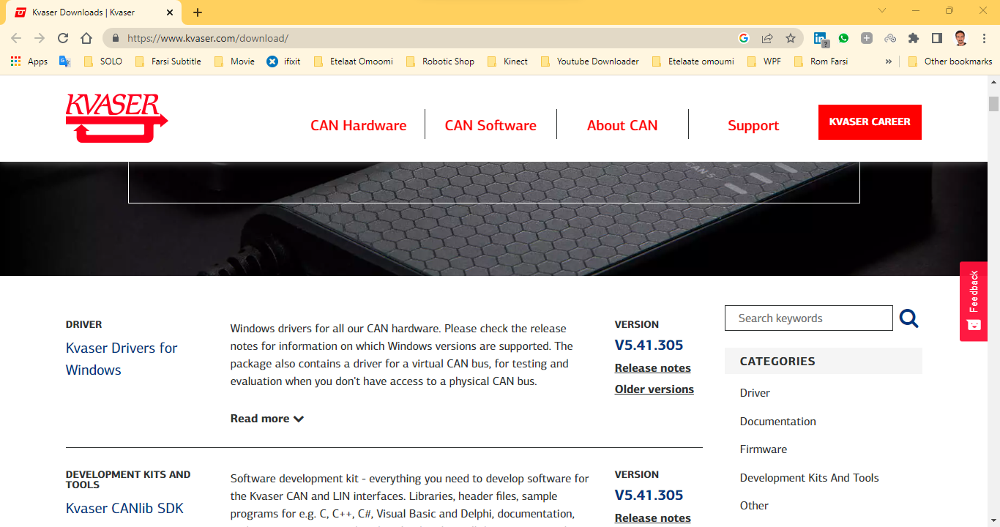 Kvaser Downloads | Kvaser
https://www.kvaser.com/download/
Apps
SOLO
Farsi Subtitle
Movie
ifixit
Etelaat Omoomi
Robotic Shop
Kinect
Youtube Downloader
Etelaate omoumi
WPF
Rom Farsi
»
Other bookmarks
KVASER
CAN Hardware
CAN Software
About CAN
Support
KVASER CAREER
4
CAN 5
Feedback
DRIVER
Kvaser Drivers for
Windows
Windows drivers for all our CAN hardware. Please check the release
notes for information on which Windows versions are supported. The
package also contains a driver for a virtual CAN bus, for testing and
evaluation when you don't have access to a physical CAN bus.
Read more
VERSION
V5.41.305
Release notes
Older versions
Search keywords
CATEGORIES
Driver
Documentation
Firmware
Development Kits And Tools
Other
DEVELOPMENT KITS AND
TOOLS
Kvaser CANlib SDK
Software development kit - everything you need to develop software for
the Kvaser CAN and LIN interfaces. Libraries, header files, sample
programs for e.g. C, C++, C#, Visual Basic and Delphi, documentation,
VERSION
V5.41.305
Release notes